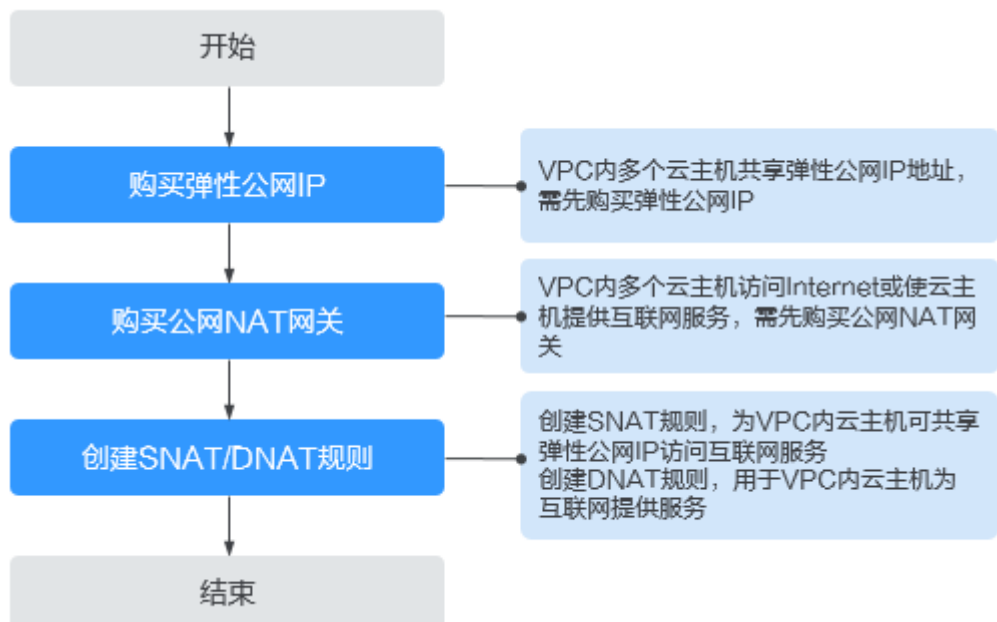 开始
购买弹性公网IP
VPC内多个云主机共享弹性公网IP地址，
需先购买弹性公网IP
购买公网NAT网关
VPC内多个云主机访问Internet或使云主
机提供互联网服务，需先购买公网NAT网
关
创建SNAT/DNAT规则
创建SNAT规则，为VPC内云主机可共享
弹性公网IP访问互联网服务
创建DNAT规则，用于VPC内云主机为
互联网提供服务
结束